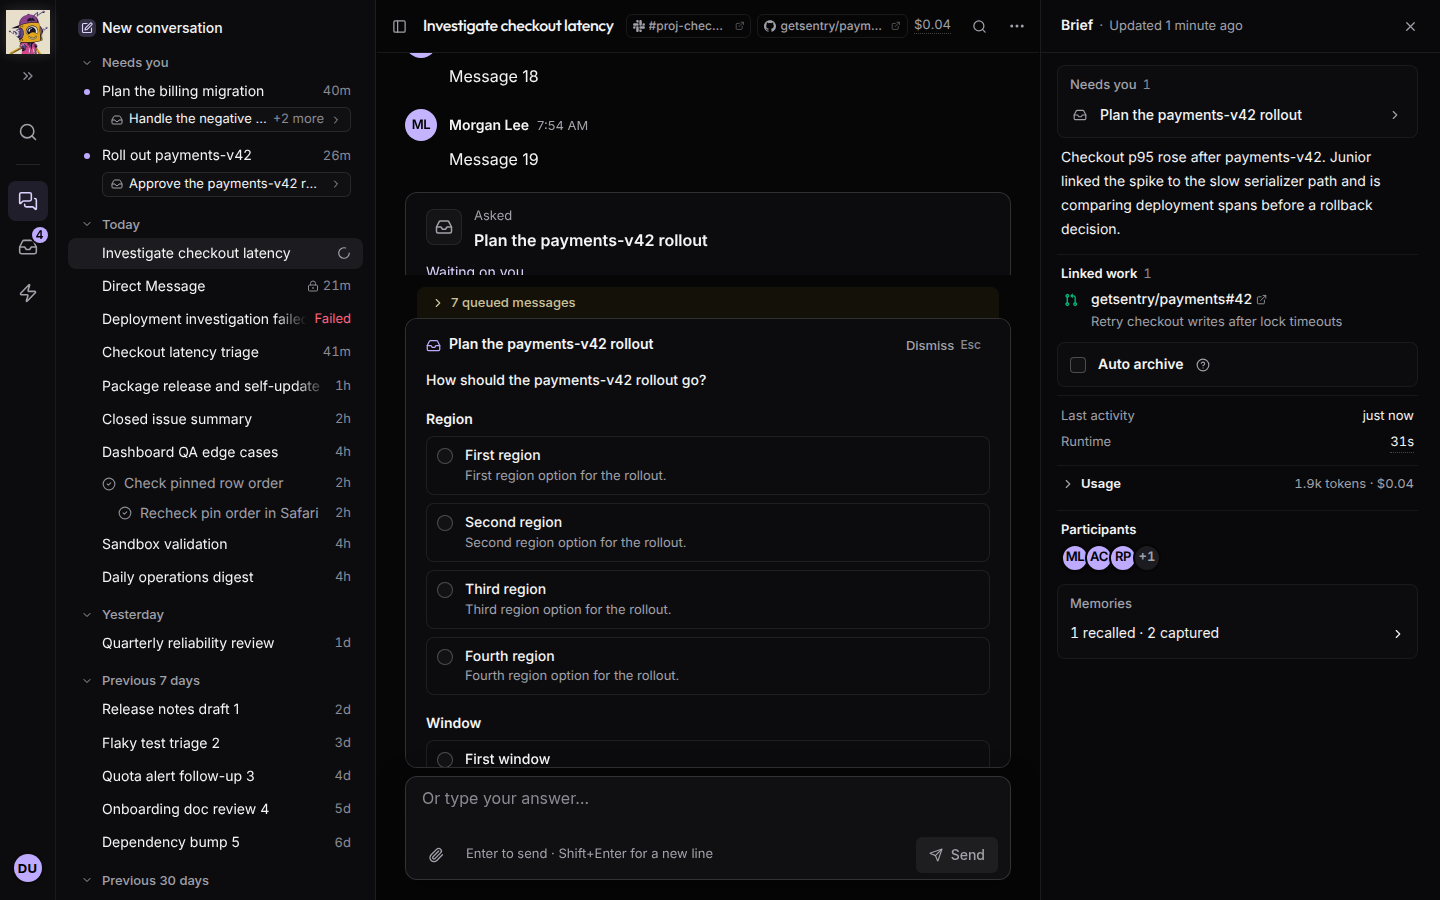 New conversation
Needs you
Plan the billing migration 40m
Handle the negative ... +2 more
Roll out payments-v42 26m
Approve the payments-v42 r...
Today
Investigate checkout latency
Direct Message 21m
Deployment investigation failed Failed
Checkout latency triage 41m
Package release and self-update 1h
Closed issue summary 2h
Dashboard QA edge cases 4h
Check pinned row order 2h
Recheck pin order in Safari 2h
Sandbox validation 4h
Daily operations digest 4h
Yesterday
Quarterly reliability review 1d
Previous 7 days
Release notes draft 1 2d
Flaky test triage 2 3d
Quota alert follow-up 3 4d
Onboarding doc review 4 5d
Dependency bump 5 6d
Previous 30 days
4
DU
Investigate checkout latency #proj-chec... getsentry/paym... $0.04
Message 18
ML Morgan Lee 7:54 AM
Message 19
Asked
Plan the payments-v42 rollout
Waiting on you
7 queued messages
Plan the payments-v42 rollout Dismiss Esc
How should the payments-v42 rollout go?
Region
First region
First region option for the rollout.
Second region
Second region option for the rollout.
Third region
Third region option for the rollout.
Fourth region
Fourth region option for the rollout.
Window
First window
Or type your answer...
Enter to send · Shift+Enter for a new line Send
Brief · Updated 1 minute ago
Needs you 1
Plan the payments-v42 rollout
Checkout p95 rose after payments-v42. Junior
linked the spike to the slow serializer path and is
comparing deployment spans before a rollback
decision.
Linked work 1
getsentry/payments#42
Retry checkout writes after lock timeouts
Auto archive
Last activity just now
Runtime 31s
Usage 1.9k tokens · $0.04
Participants
ML AC RP +1
Memories
1 recalled · 2 captured